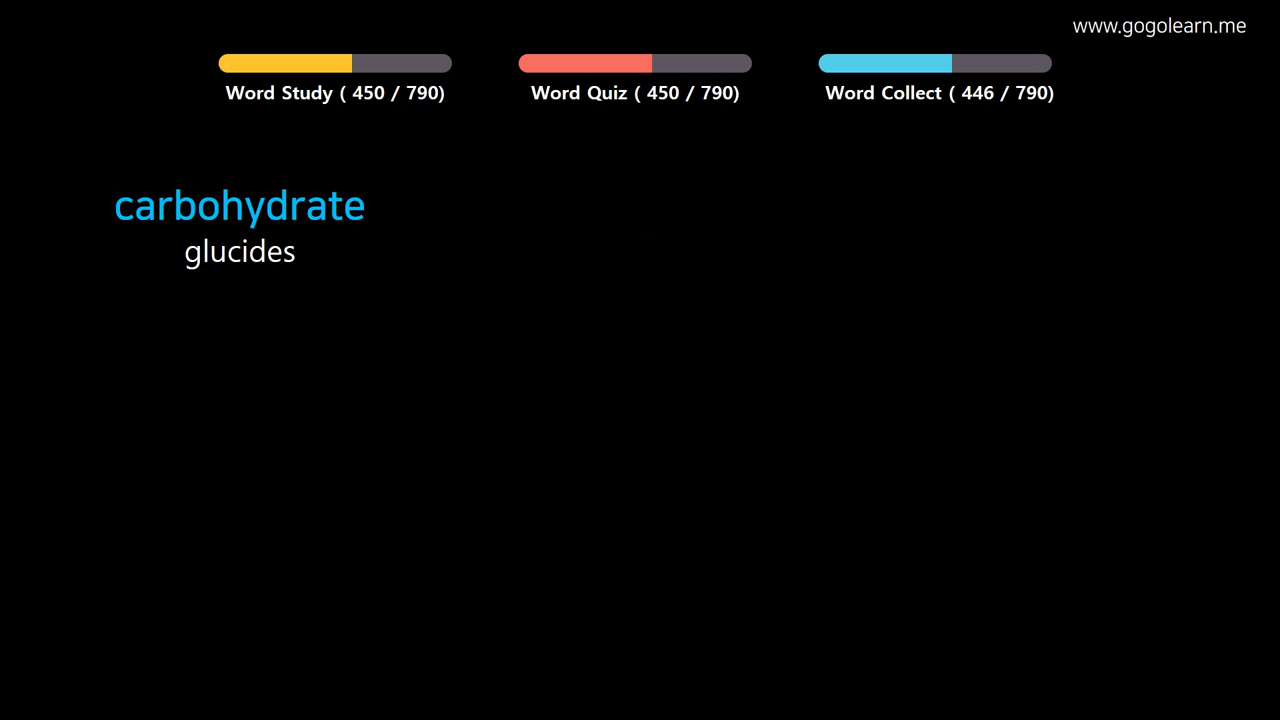 www.gogolearn.me
Word Study ( 450 / 790)
Word Quiz ( 450 / 790)
Word Collect ( 446 / 790)
carbohydrate
glucides